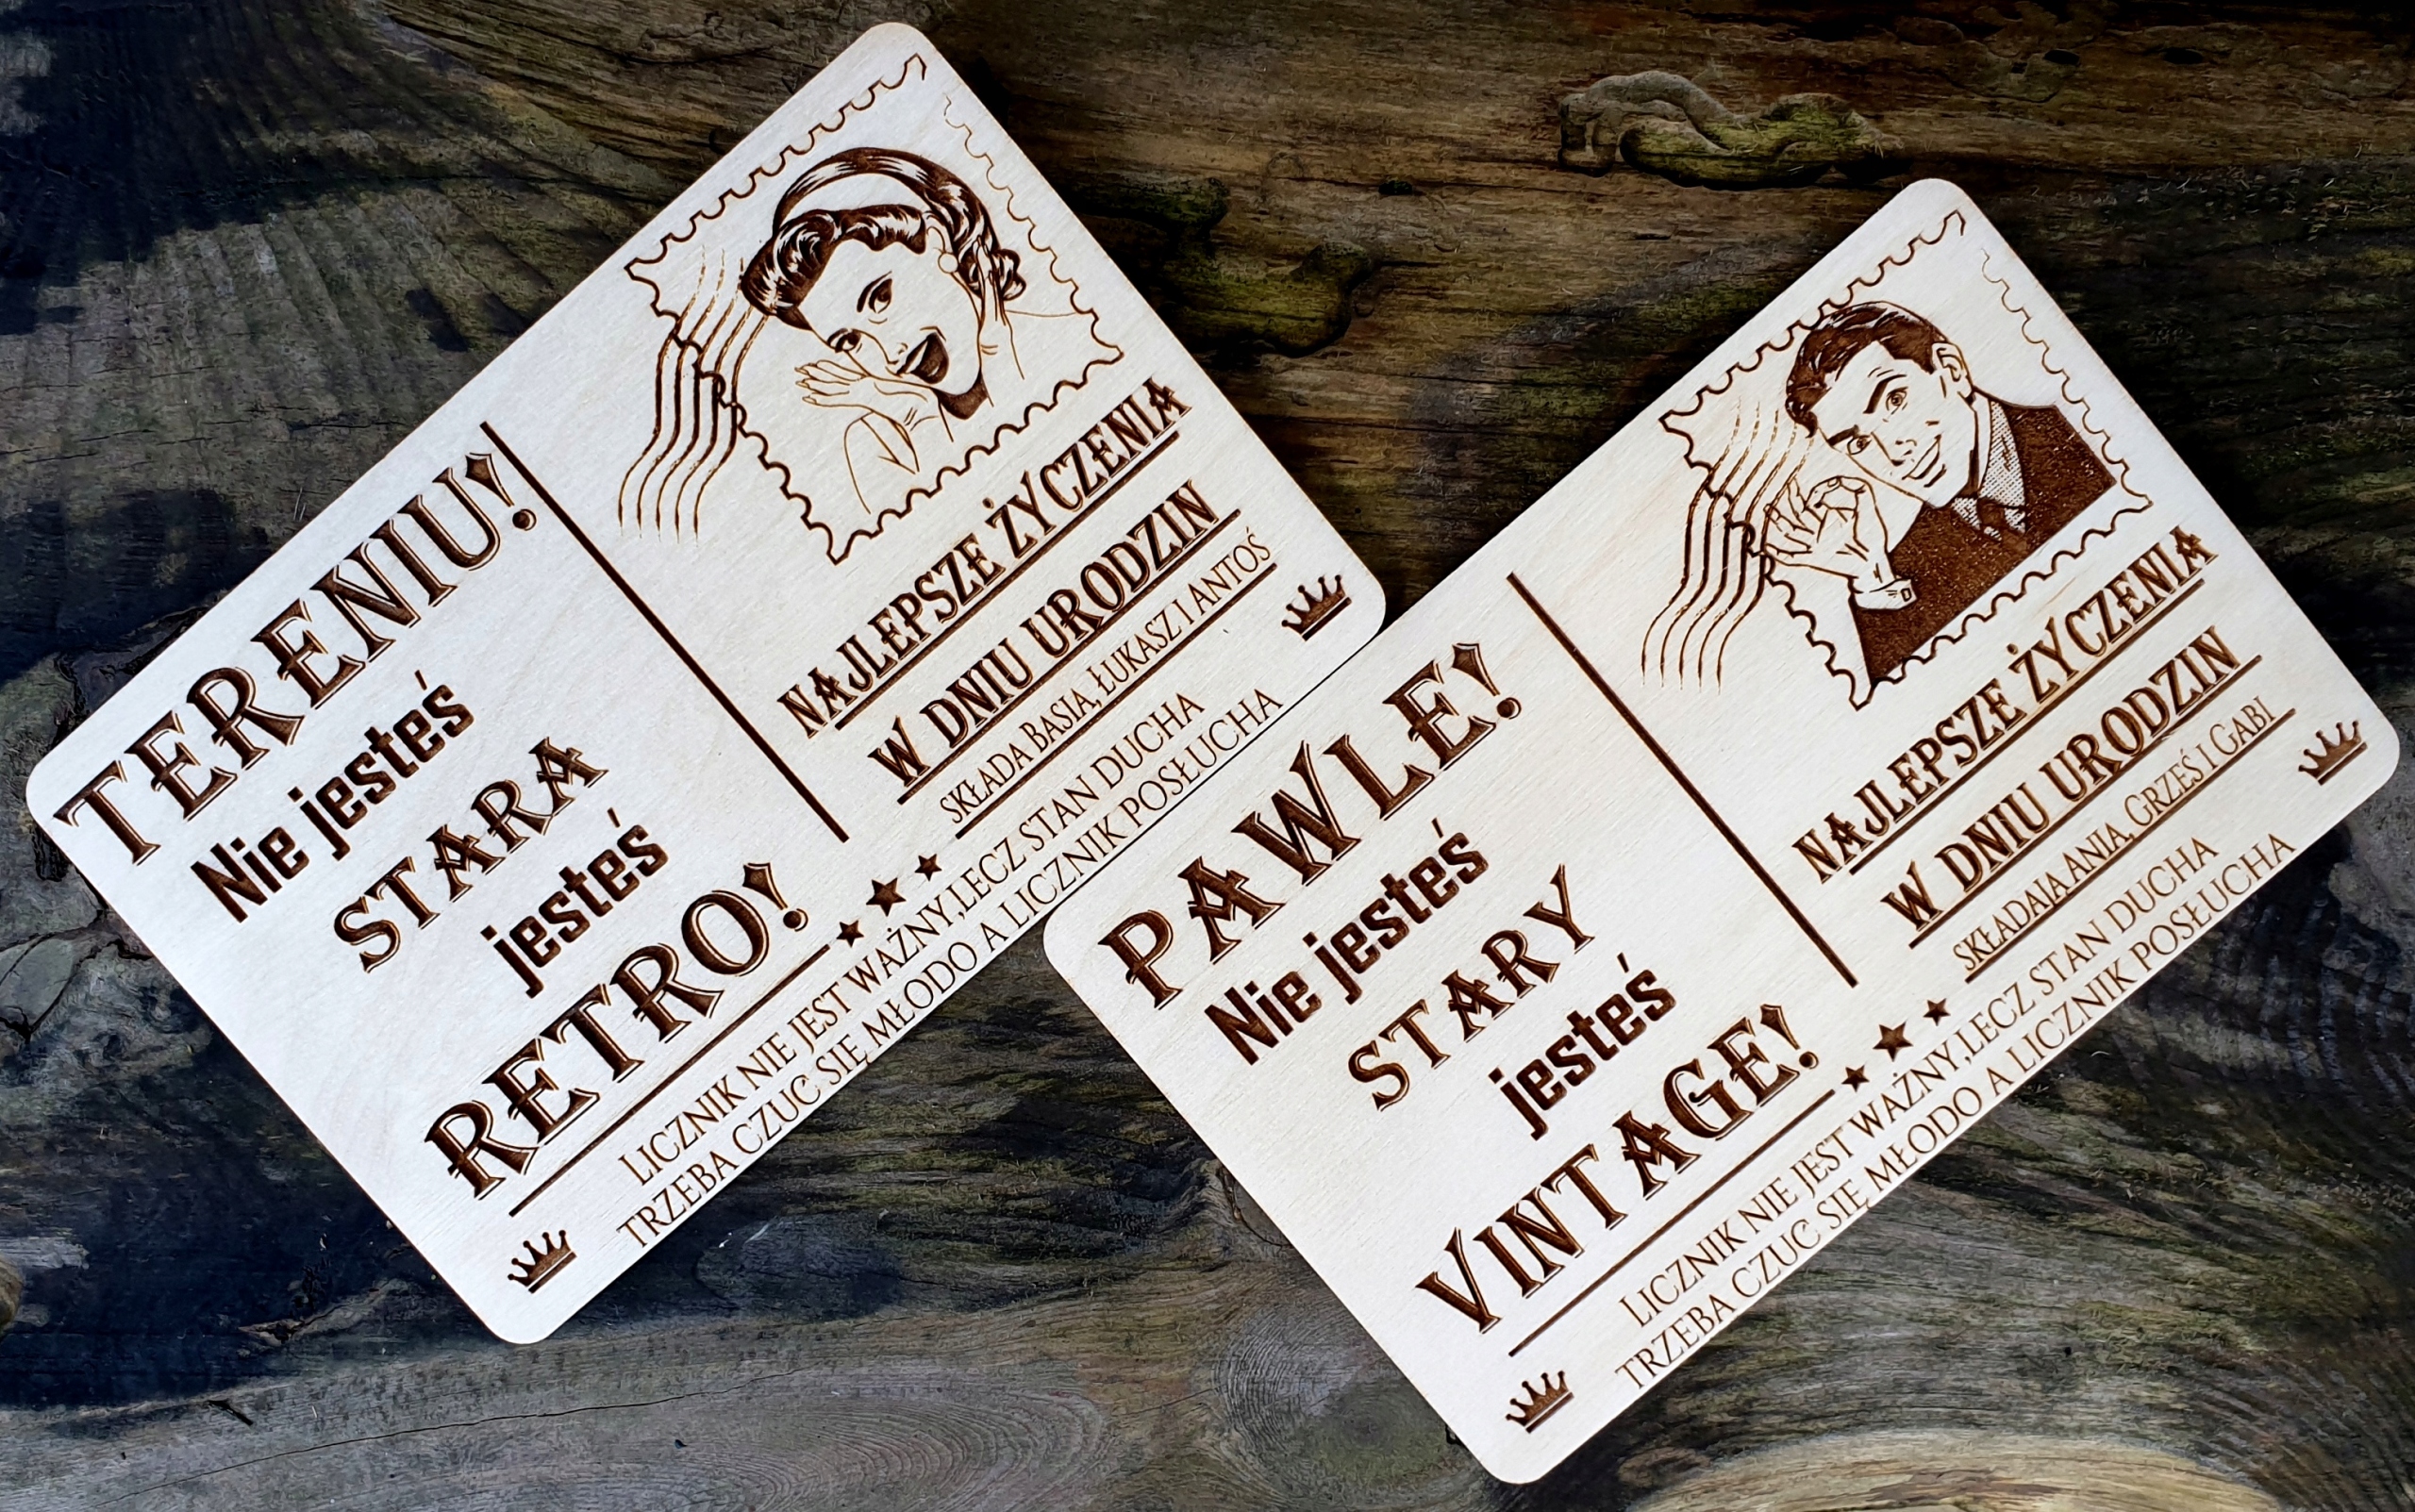 TERENIU!
Nie jesteś
STARA
jesteś
RETRO!
NAJLEPSZE ŻYCZENIA
W DNIU URODZIN
SKŁADA BASIA, ŁUKASZ I ANTOŚ
LICZNIK NIE JEST WAŻNY,LECZ STAN DUCHA
TRZEBA CZUĆ SIĘ MŁODO A LICZNIK POSŁUCHA
PAWLE!
Nie jesteś
STARY
jesteś
VINTAGE!
NAJLEPSZE ŻYCZENIA
W DNIU URODZIN
SKŁADAJĄ ANIA, GRZEŚ I GABI
LICZNIK NIE JEST WAŻNY,LECZ STAN DUCHA
TRZEBA CZUĆ SIĘ MŁODO A LICZNIK POSŁUCHA